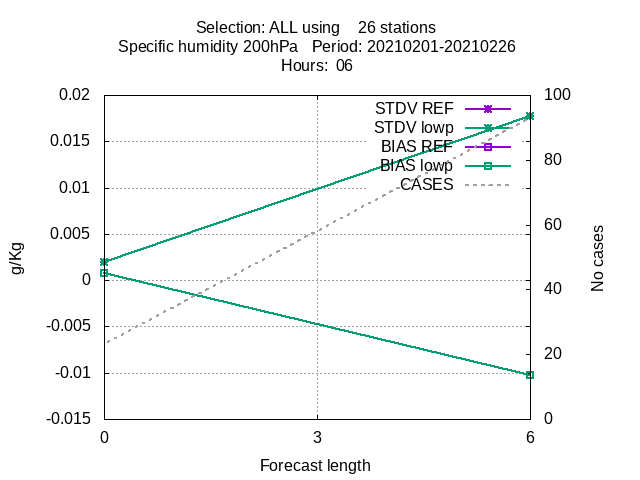 Selection: ALL using    26 stations
Specific humidity 200hPa   Period: 20210201-20210226
Hours:  06
0.02
0.015
0.01
0.005
0
-0.005
-0.01
-0.015
100
80
60
40
20
0
STDV REF
STDV lowp
BIAS REF
BIAS lowp
CASES
g/Kg
No cases
0
3
6
Forecast length